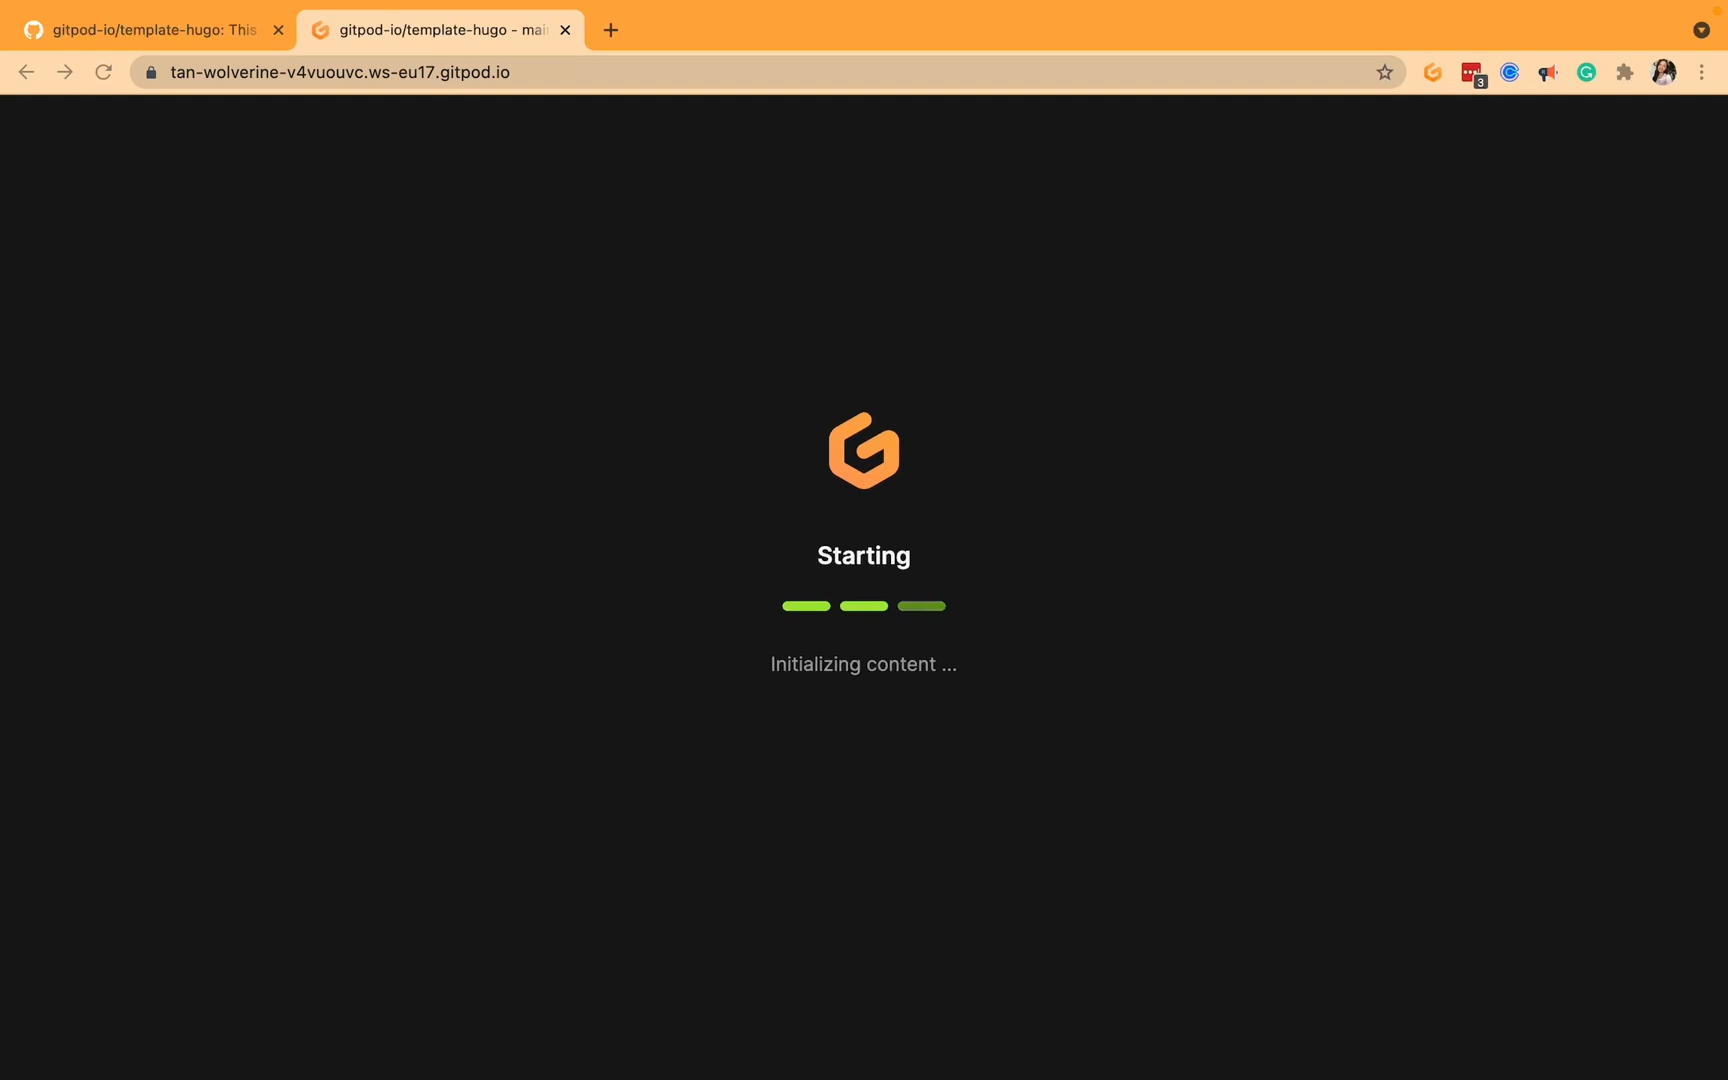 gitpod-io/template-hugo: This
gitpod-io/template-hugo - mai
tan-wolverine-v4vuouvc.ws-eu17.gitpod.io
3
Starting
Initializing content ...